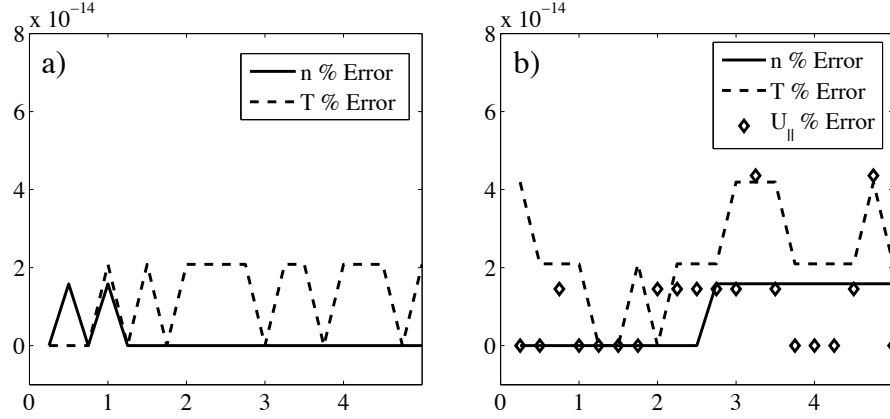 x 10⁻¹⁴
8
6
4
2
0
0 1 2 3 4
a)
n % Error
T % Error
x 10⁻¹⁴
8
6
4
2
0
0 1 2 3 4
b)
n % Error
T % Error
U_|| % Error